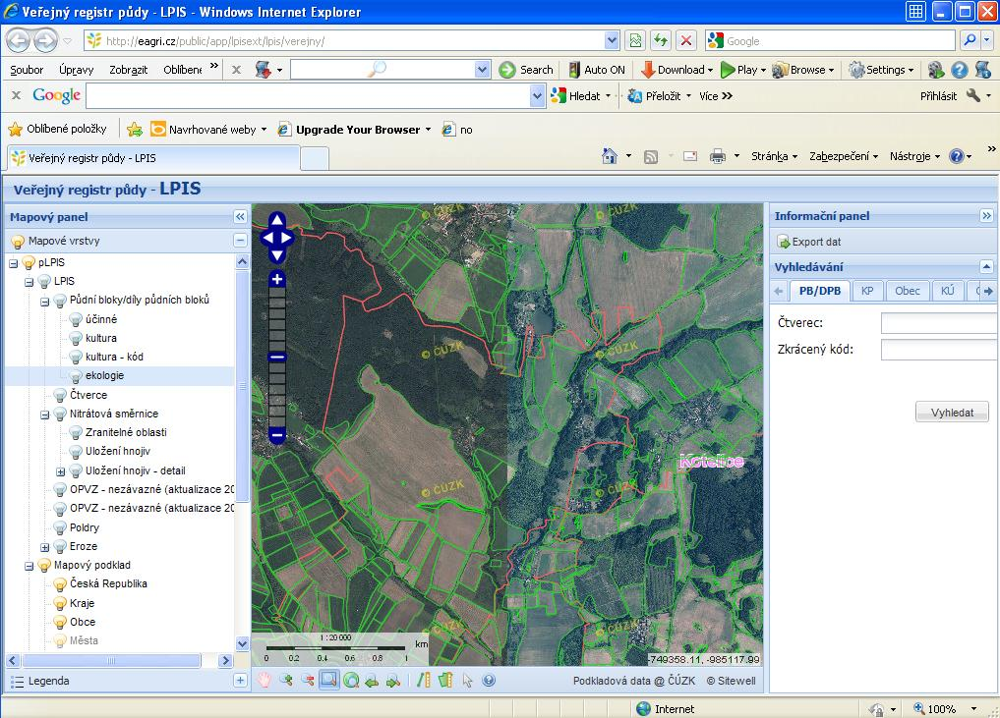 Veřejný registr půdy - LPIS - Windows Internet Explorer
http://eagri.cz/public/app/lpisext/lpis/verejny/
Google
Soubor Úpravy Zobrazit Oblíbené » x Search Auto ON Download Play Browse Settings
x Google Hledat Přeložit Více » Přihlásit
Oblíbené položky Navrhované weby Upgrade Your Browser no
Veřejný registr půdy - LPIS
Stránka Zabezpečení Nástroje »
Veřejný registr půdy - LPIS
Mapový panel
Mapové vrstvy
pLPIS
LPIS
Půdní bloky/díly půdních bloků
účinné
kultura
kultura - kód
ekologie
Čtverce
Nitrátová směrnice
Zranitelné oblasti
Uložení hnojiv
Uložení hnojiv - detail
OPVZ - nezávazné (aktualizace 20
OPVZ - nezávazné (aktualizace 20
Poldry
Eroze
Mapový podklad
Česká Republika
Kraje
Obce
Města
Legenda
© ČÚZK
© ČÚZK
© ČÚZK
© ČÚZK
Kotelice
© ČÚZK
© ČÚZK
© ČÚZK
© ČÚZK
1 : 20 000
km
0 0.2 0.4 0.6 0.8 1
-749358.11, -985117.99
Podkladová data @ ČÚZK © Sitewell
Informační panel
Export dat
Vyhledávání
PB/DPB KP Obec KÚ
Čtverec:
Zkrácený kód:
Vyhledat
Internet 100%